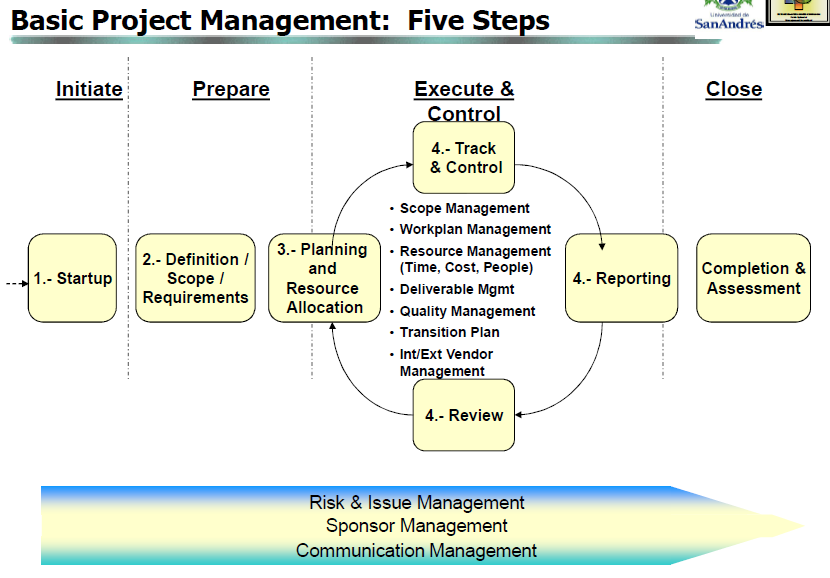 Basic Project Management:  Five Steps
Universidad de
SanAndrés
Initiate
Prepare
Execute &
Control
Close
4.- Track
& Control
• Scope Management
• Workplan Management
• Resource Management
(Time, Cost, People)
• Deliverable Mgmt
• Quality Management
• Transition Plan
• Int/Ext Vendor
Management
1.- Startup
2.- Definition /
Scope /
Requirements
3.- Planning
and
Resource
Allocation
4.- Reporting
Completion &
Assessment
4.- Review
Risk & Issue Management
Sponsor Management
Communication Management